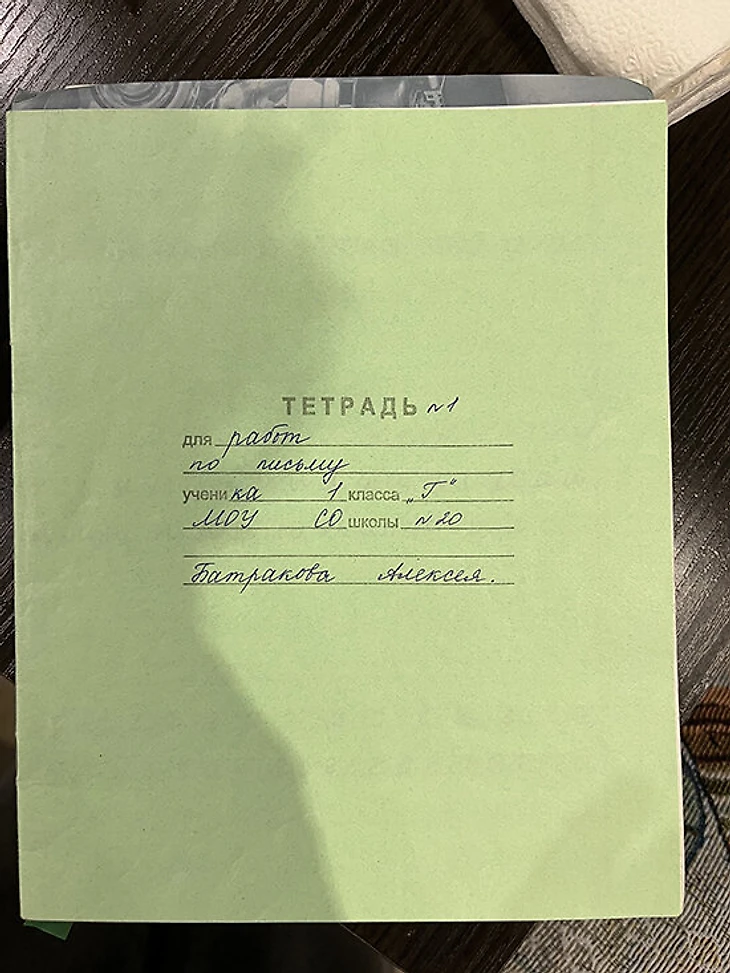 ТЕТРАДЬ №1
для работ
по письму
ученика 1 класса „Г“
МОУ СО школы №20
Батракова Алексея.